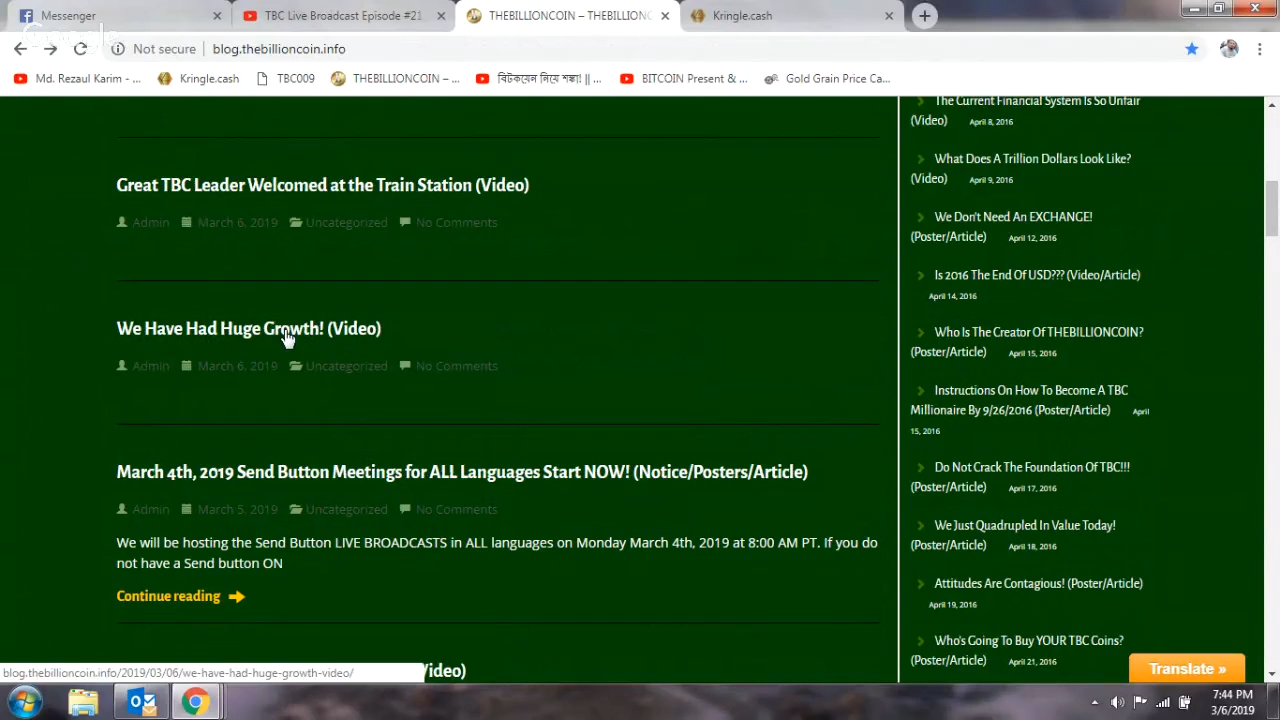 Messenger
TBC Live Broadcast Episode #21
THEBILLIONCOIN – THEBILLIONC
Kringle.cash
Not secure
blog.thebillioncoin.info
Md. Rezaul Karim - ...
Kringle.cash
TBC009
THEBILLIONCOIN – ...
বিটকয়েন নিয়ে শঙ্কা! || ...
BITCOIN Present & ...
Gold Grain Price Ca...
Great TBC Leader Welcomed at the Train Station (Video)
Admin March 6, 2019 Uncategorized No Comments
We Have Had Huge Growth! (Video)
Admin March 6, 2019 Uncategorized No Comments
March 4th, 2019 Send Button Meetings for ALL Languages Start NOW! (Notice/Posters/Article)
Admin March 5, 2019 Uncategorized No Comments
We will be hosting the Send Button LIVE BROADCASTS in ALL languages on Monday March 4th, 2019 at 8:00 AM PT. If you do
not have a Send button ON
Continue reading
Video)
The Current Financial System Is So Unfair
(Video) April 8, 2016
What Does A Trillion Dollars Look Like?
(Video) April 9, 2016
We Don't Need An EXCHANGE!
(Poster/Article) April 12, 2016
Is 2016 The End Of USD??? (Video/Article)
April 14, 2016
Who Is The Creator Of THEBILLIONCOIN?
(Poster/Article) April 15, 2016
Instructions On How To Become A TBC
Millionaire By 9/26/2016 (Poster/Article) April
15, 2016
Do Not Crack The Foundation Of TBC!!!
(Poster/Article) April 17, 2016
We Just Quadrupled In Value Today!
(Poster/Article) April 18, 2016
Attitudes Are Contagious! (Poster/Article)
April 19, 2016
Who's Going To Buy YOUR TBC Coins?
(Poster/Article) April 21, 2016
Translate »
blog.thebillioncoin.info/2019/03/06/we-have-had-huge-growth-video/
7:44 PM
3/6/2019